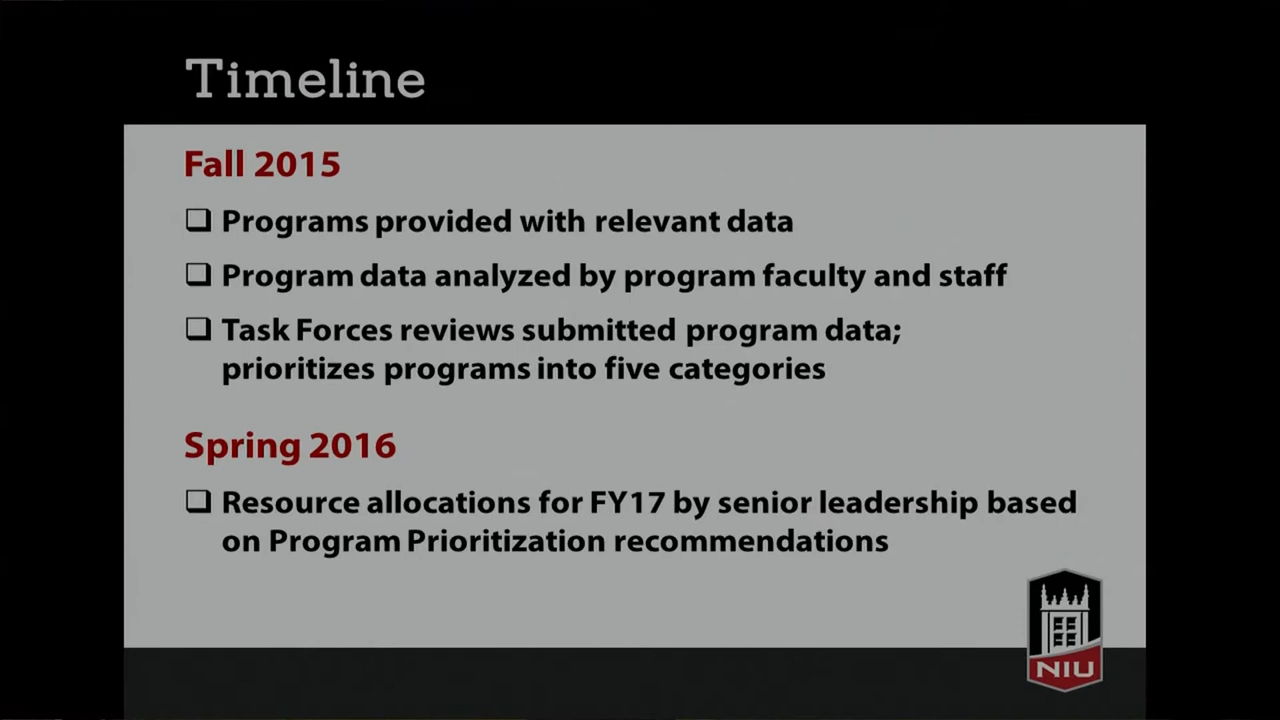 Timeline
Fall 2015
❑ Programs provided with relevant data
❑ Program data analyzed by program faculty and staff
❑ Task Forces reviews submitted program data;
prioritizes programs into five categories
Spring 2016
❑ Resource allocations for FY17 by senior leadership based
on Program Prioritization recommendations
NIU